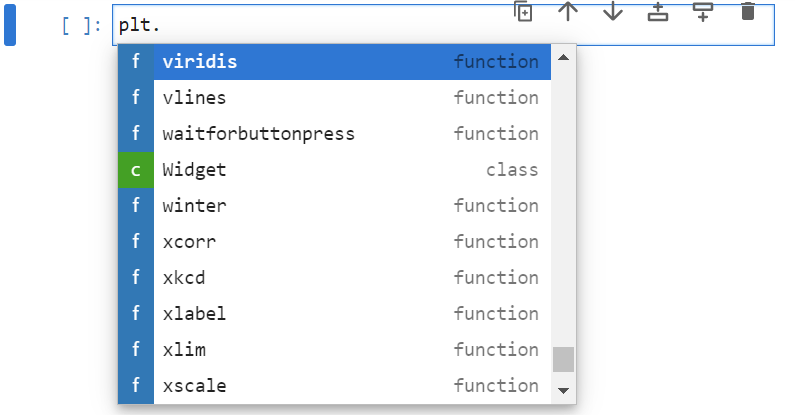 [ ]: plt.
f viridis function
f vlines function
f waitforbuttonpress function
c Widget class
f winter function
f xcorr function
f xkcd function
f xlabel function
f xlim function
f xscale function